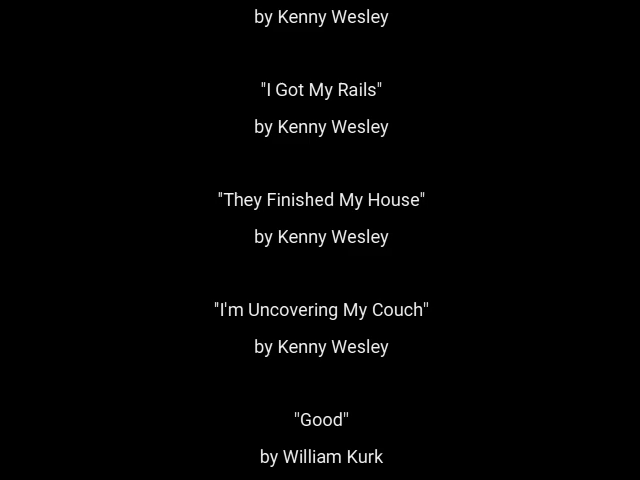 by Kenny Wesley
"I Got My Rails"
by Kenny Wesley
"They Finished My House"
by Kenny Wesley
"I'm Uncovering My Couch"
by Kenny Wesley
"Good"
by William Kurk